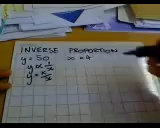 INVERSE PROPORTION
y = 50 x = 4
y ∝ 1/x
y = k/x